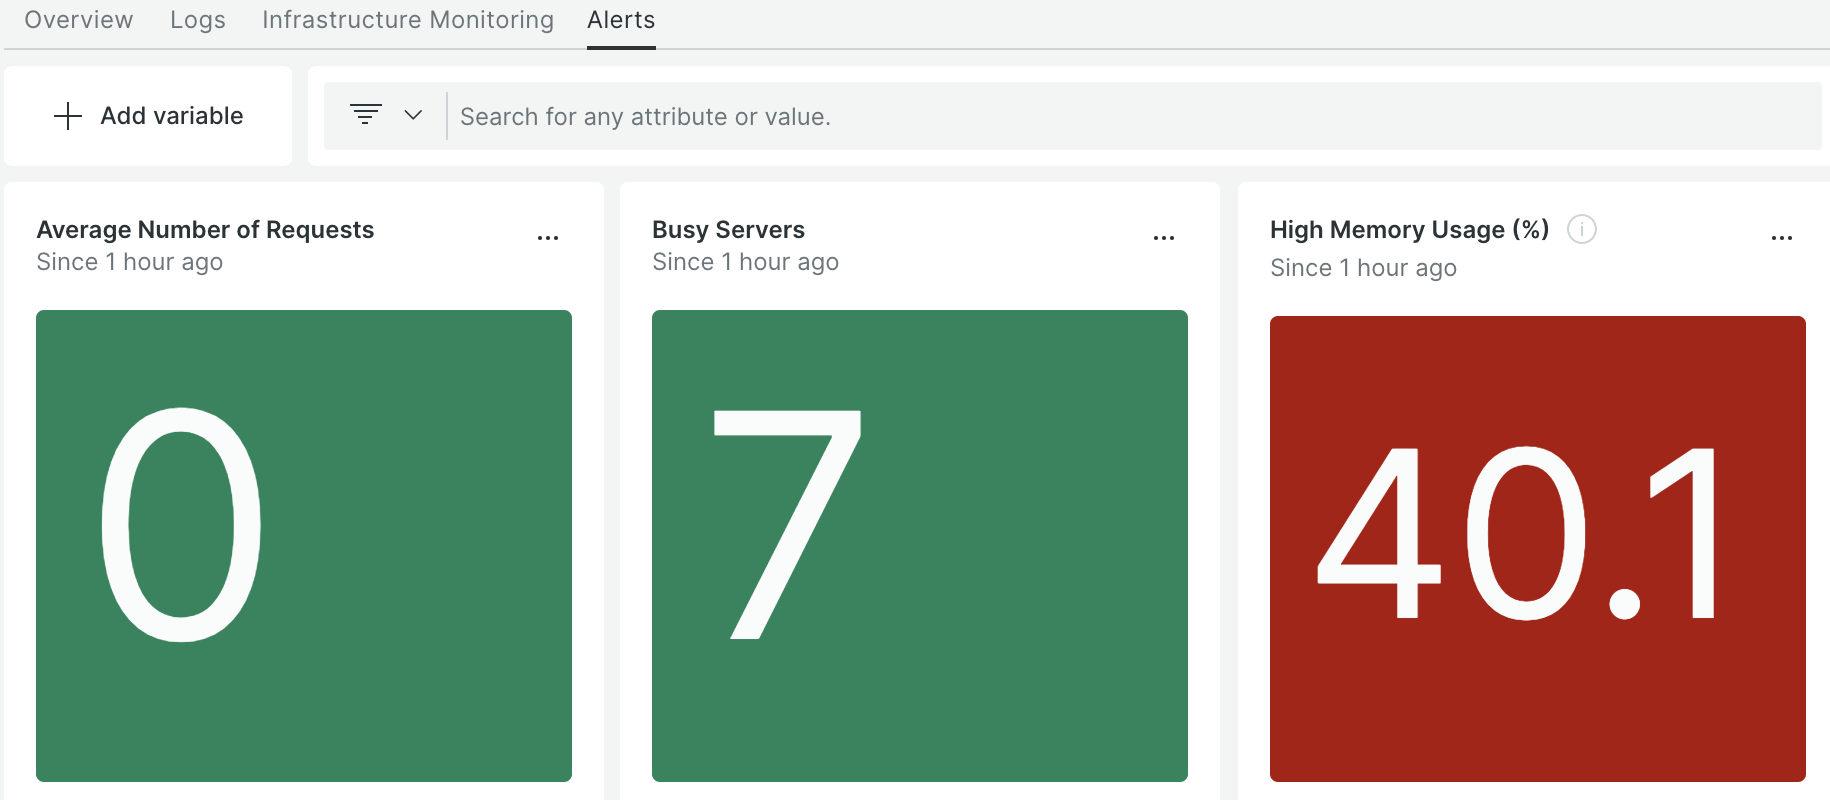 Overview Logs Infrastructure Monitoring Alerts
Add variable
Search for any attribute or value.
Average Number of Requests
Since 1 hour ago
0
Busy Servers
Since 1 hour ago
7
High Memory Usage (%)
Since 1 hour ago
40.1